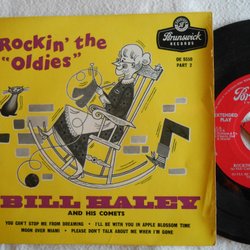 Rockin' the
"Oldies"
Brunswick
RECORDS
OE 9350
PART 2
BILL HALEY
AND HIS COMETS
YOU CAN'T STOP ME FROM DREAMING • I'LL BE WITH YOU IN APPLE BLOSSOM TIME
MOON OVER MIAMI • PLEASE DON'T TALK ABOUT ME WHEN I'M GONE
EXTENDED
PLAY